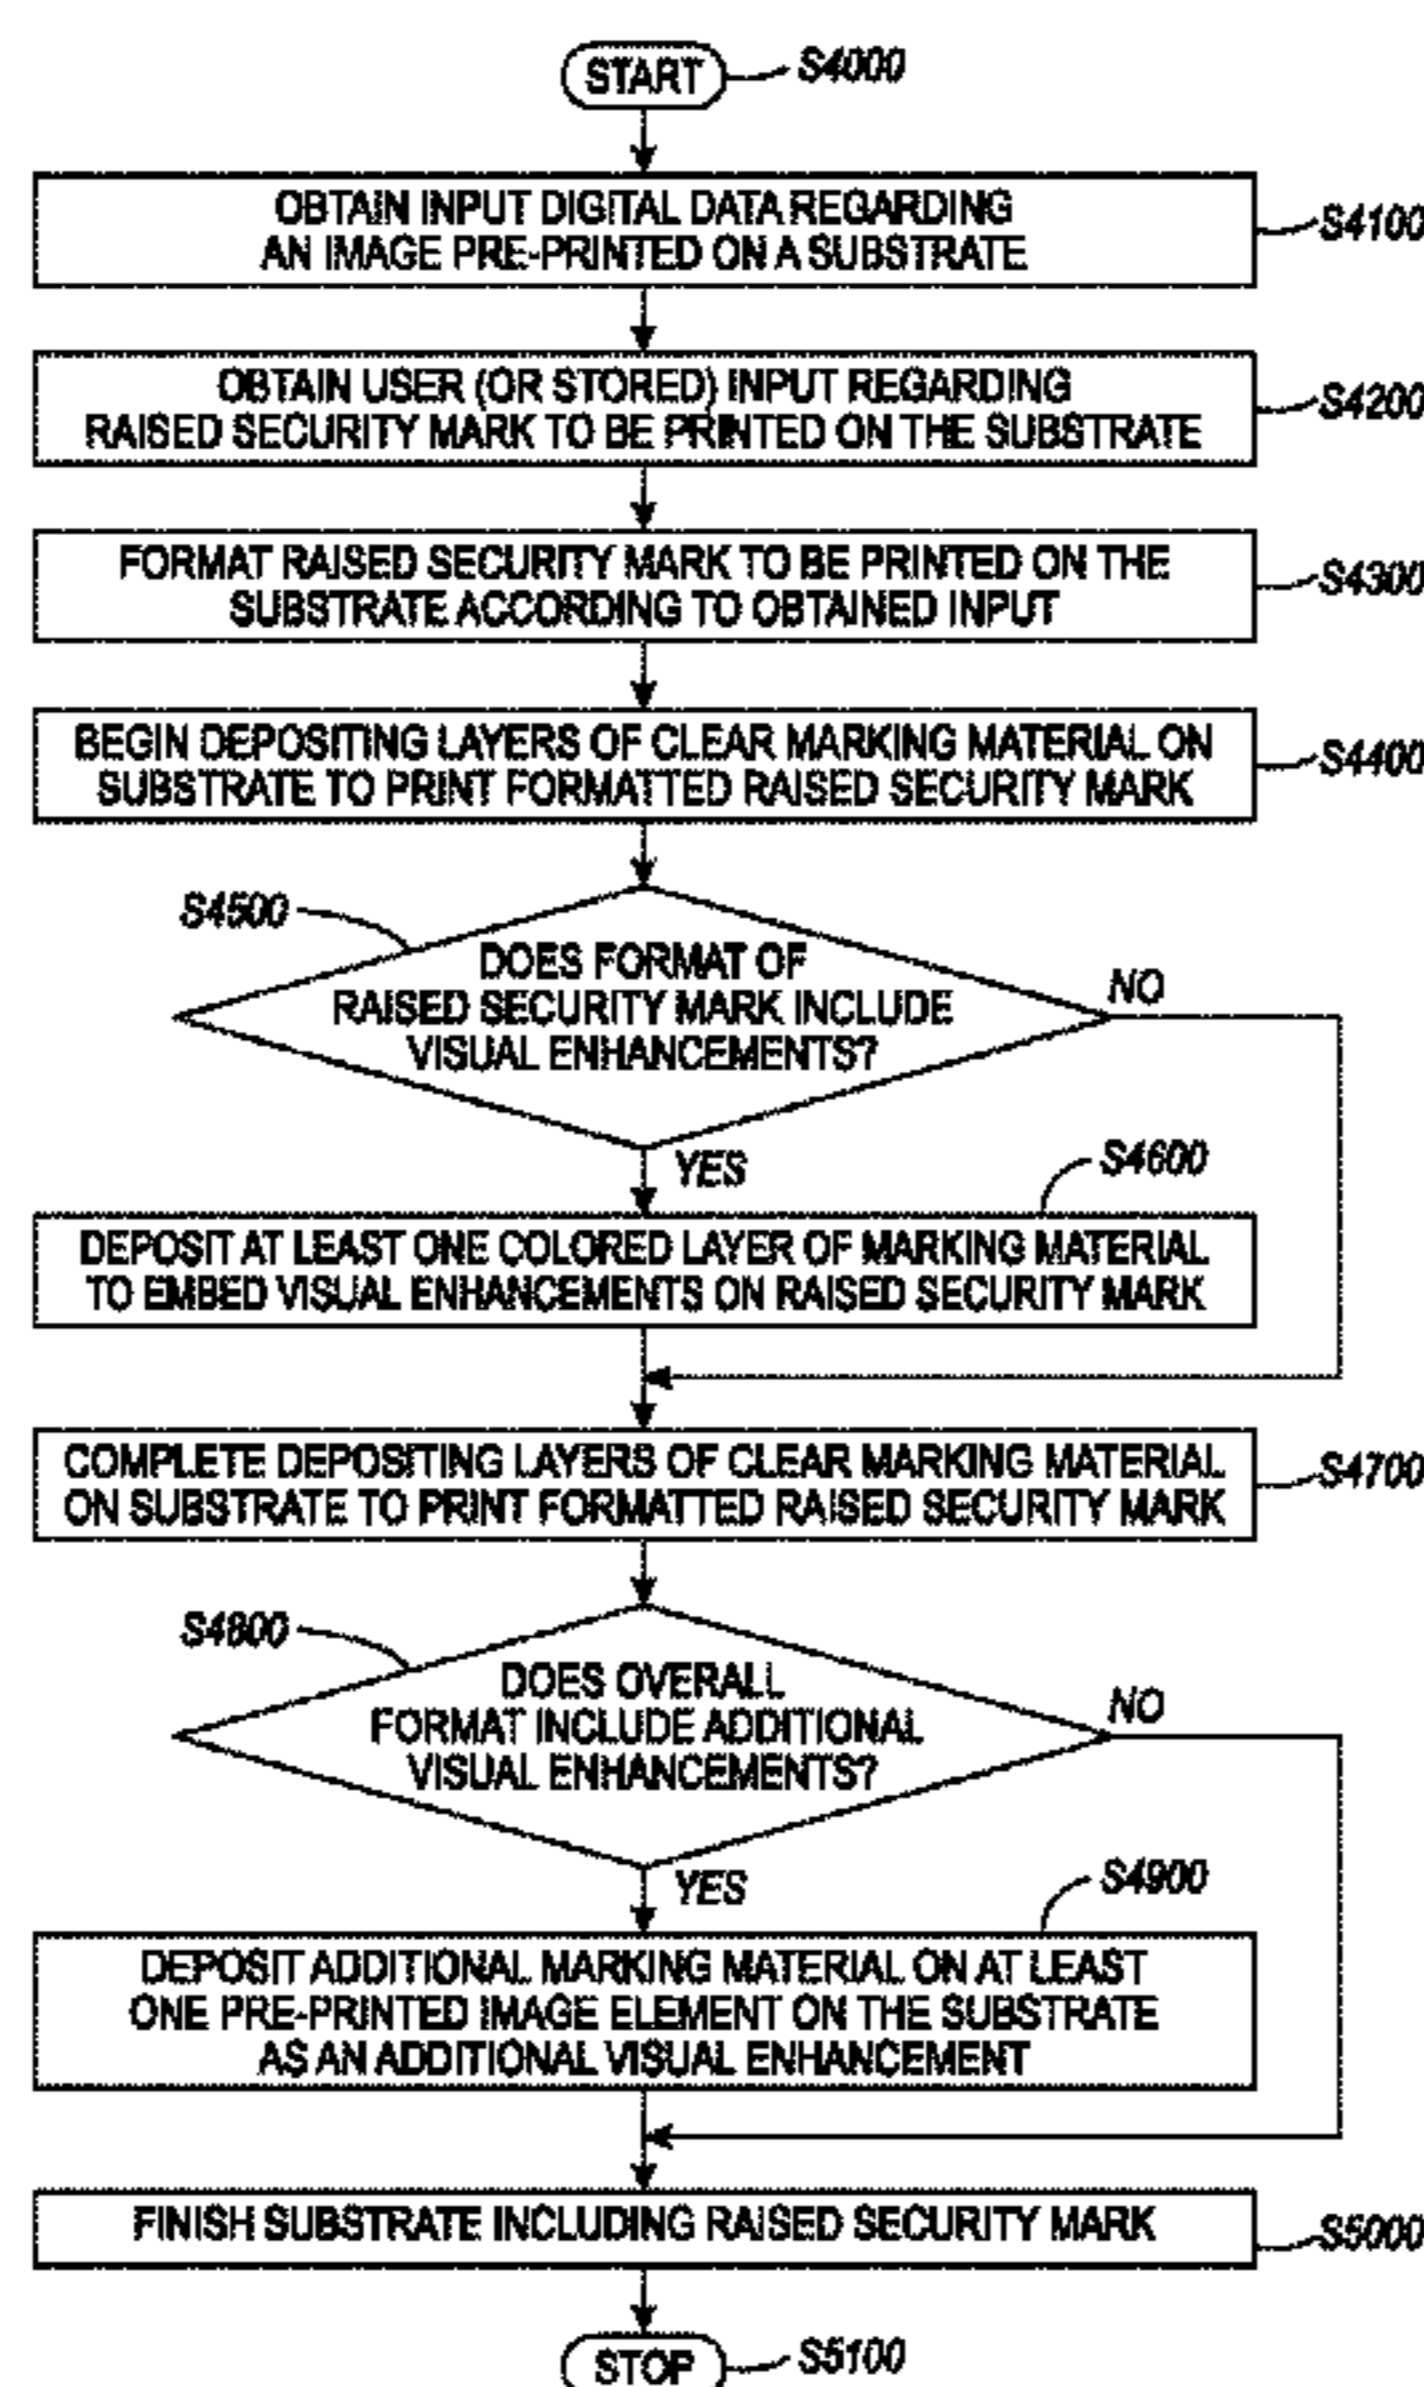 START
S4000
OBTAIN INPUT DIGITAL DATA REGARDING
AN IMAGE PRE-PRINTED ON A SUBSTRATE
S4100
OBTAIN USER (OR STORED) INPUT REGARDING
RAISED SECURITY MARK TO BE PRINTED ON THE SUBSTRATE
S4200
FORMAT RAISED SECURITY MARK TO BE PRINTED ON THE
SUBSTRATE ACCORDING TO OBTAINED INPUT
S4300
BEGIN DEPOSITING LAYERS OF CLEAR MARKING MATERIAL ON
SUBSTRATE TO PRINT FORMATTED RAISED SECURITY MARK
S4400
S4500
DOES FORMAT OF
RAISED SECURITY MARK INCLUDE
VISUAL ENHANCEMENTS?
NO
YES
S4600
DEPOSIT AT LEAST ONE COLORED LAYER OF MARKING MATERIAL
TO EMBED VISUAL ENHANCEMENTS ON RAISED SECURITY MARK
COMPLETE DEPOSITING LAYERS OF CLEAR MARKING MATERIAL
ON SUBSTRATE TO PRINT FORMATTED RAISED SECURITY MARK
S4700
S4800
DOES OVERALL
FORMAT INCLUDE ADDITIONAL
VISUAL ENHANCEMENTS?
NO
YES
S4900
DEPOSIT ADDITIONAL MARKING MATERIAL ON AT LEAST
ONE PRE-PRINTED IMAGE ELEMENT ON THE SUBSTRATE
AS AN ADDITIONAL VISUAL ENHANCEMENT
FINISH SUBSTRATE INCLUDING RAISED SECURITY MARK
S5000
STOP
S5100